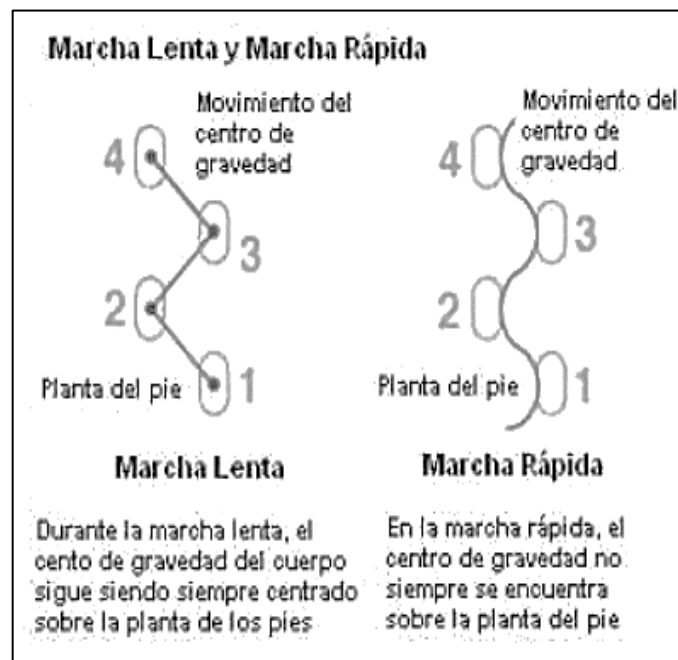 Marcha Lenta y Marcha Rápida
Movimiento del
centro de
gravedad
4
3
2
Planta del pie
1
Marcha Lenta
Durante la marcha lenta, el
cento de gravedad del cuerpo
sigue siendo siempre centrado
sobre la planta de los pies
Movimiento del
centro de
gravedad
4
3
2
Planta del pie
1
Marcha Rápida
En la marcha rápida, el
centro de gravedad no
siempre se encuentra
sobre la planta del pie